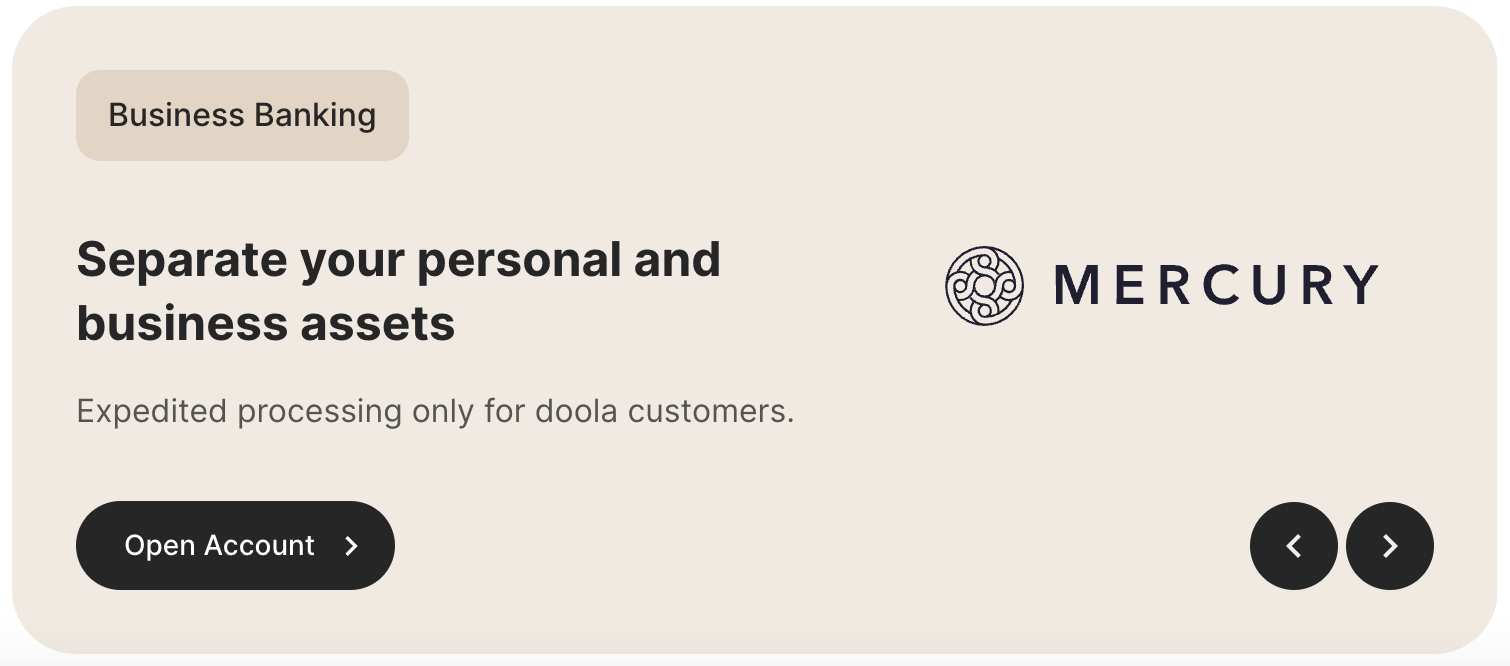 Business Banking
Separate your personal and
business assets
MERCURY
Expedited processing only for doola customers.
Open Account